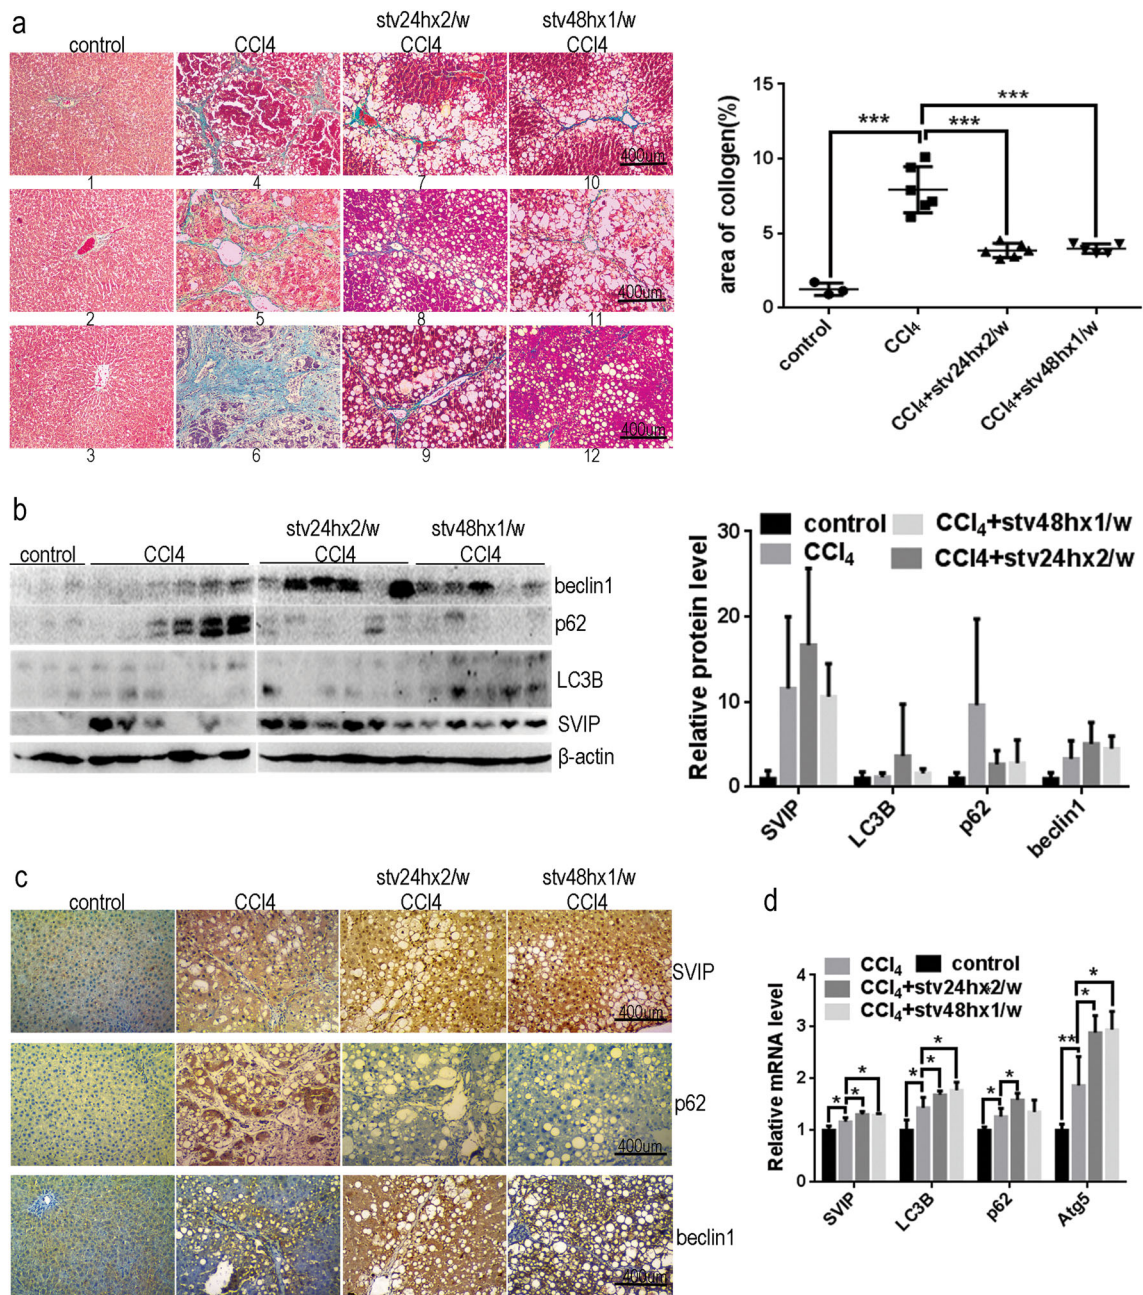 a
control
CCl4
stv24hx2/w
CCl4
stv48hx1/w
CCl4
400um
1
4
7
10
400um
2
5
8
11
400um
3
6
9
12
area of collagen(%)
15
10
5
0
***
***
***
control
CCl₄
CCl₄+stv24hx2/w
CCl₄+stv48hx1/w
b
control
CCl4
stv24hx2/w
CCl4
stv48hx1/w
CCl4
beclin1
p62
LC3B
SVIP
β-actin
Relative protein level
30
20
10
0
control
CCl₄
CCl₄+stv48hx1/w
CCl4+stv24hx2/w
SVIP
LC3B
p62
beclin1
c
control
CCl4
stv24hx2/w
CCl4
stv48hx1/w
CCl4
SVIP
400um
p62
400um
beclin1
400um
d
Relative mRNA level
4
3
2
1
0
CCl₄
control
CCl₄+stv24hx2/w
CCl₄+stv48hx1/w
*
*
*
*
*
*
*
*
**
*
*
SVIP
LC3B
p62
Atg5